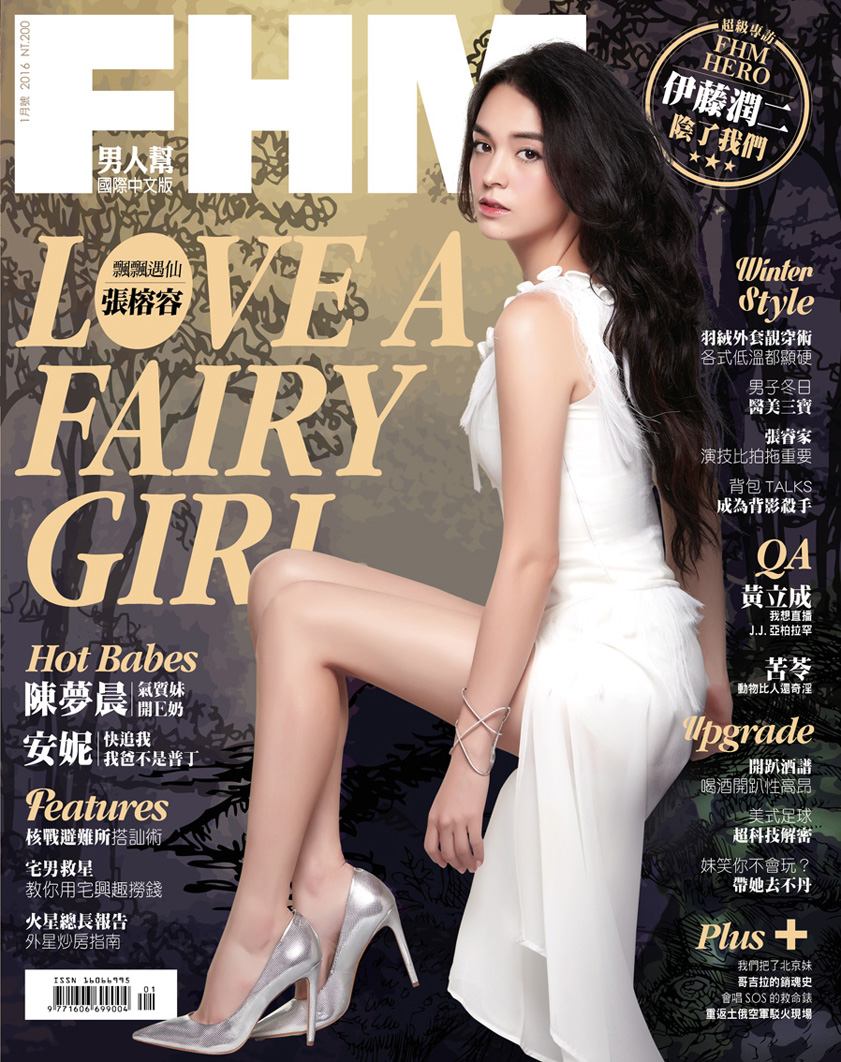 1月號 2016 NT.200
FHM
男人幫
國際中文版
超級專訪
FHM
HERO
伊藤潤二
陰了我們
LOVE A
飄飄遇仙
張榕容
FAIRY
GIRL
Hot Babes
陳夢晨 氣質妹
開E奶
安妮 快追我
我爸不是普丁
Features
核戰避難所搭訕術
宅男救星
教你用宅興趣撈錢
火星總長報告
外星炒房指南
ISSN 16066995
01
9 771606 699004
Winter
Style
羽絨外套靚穿術
各式低溫都顯硬
男子冬日
醫美三寶
張睿家
演技比拍拖重要
背包 TALKS
成為背影殺手
QA
黃立成
我想直播
J.J. 亞柏拉罕
苦苓
動物比人還奇淫
Upgrade
開趴酒譜
喝酒開趴性高昂
美式足球
超科技解密
妹笑你不會玩？
帶她去不丹
Plus +
我們把了北京妹
哥吉拉的銷魂史
會唱 SOS 的救命錶
重返土俄空軍駁火現場